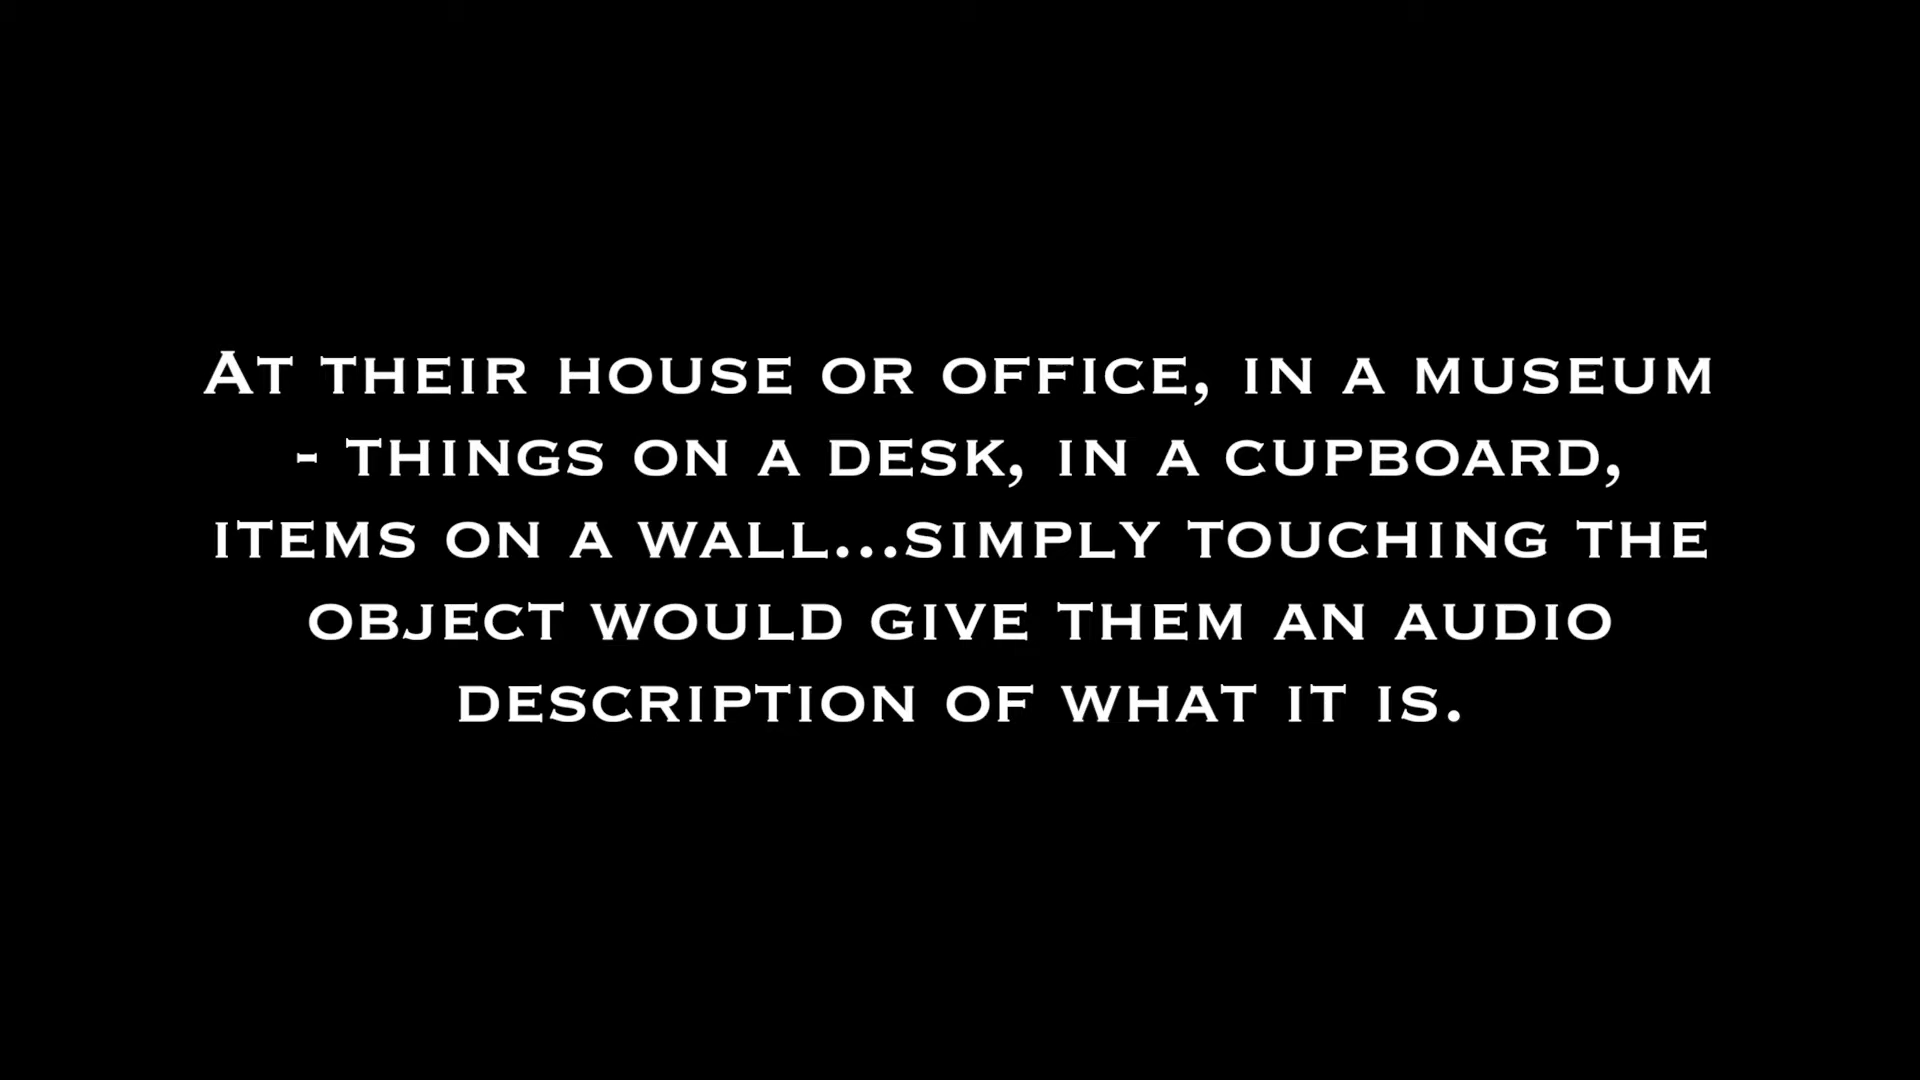 At their house or office, in a museum
- things on a desk, in a cupboard,
items on a wall...simply touching the
object would give them an audio
description of what it is.